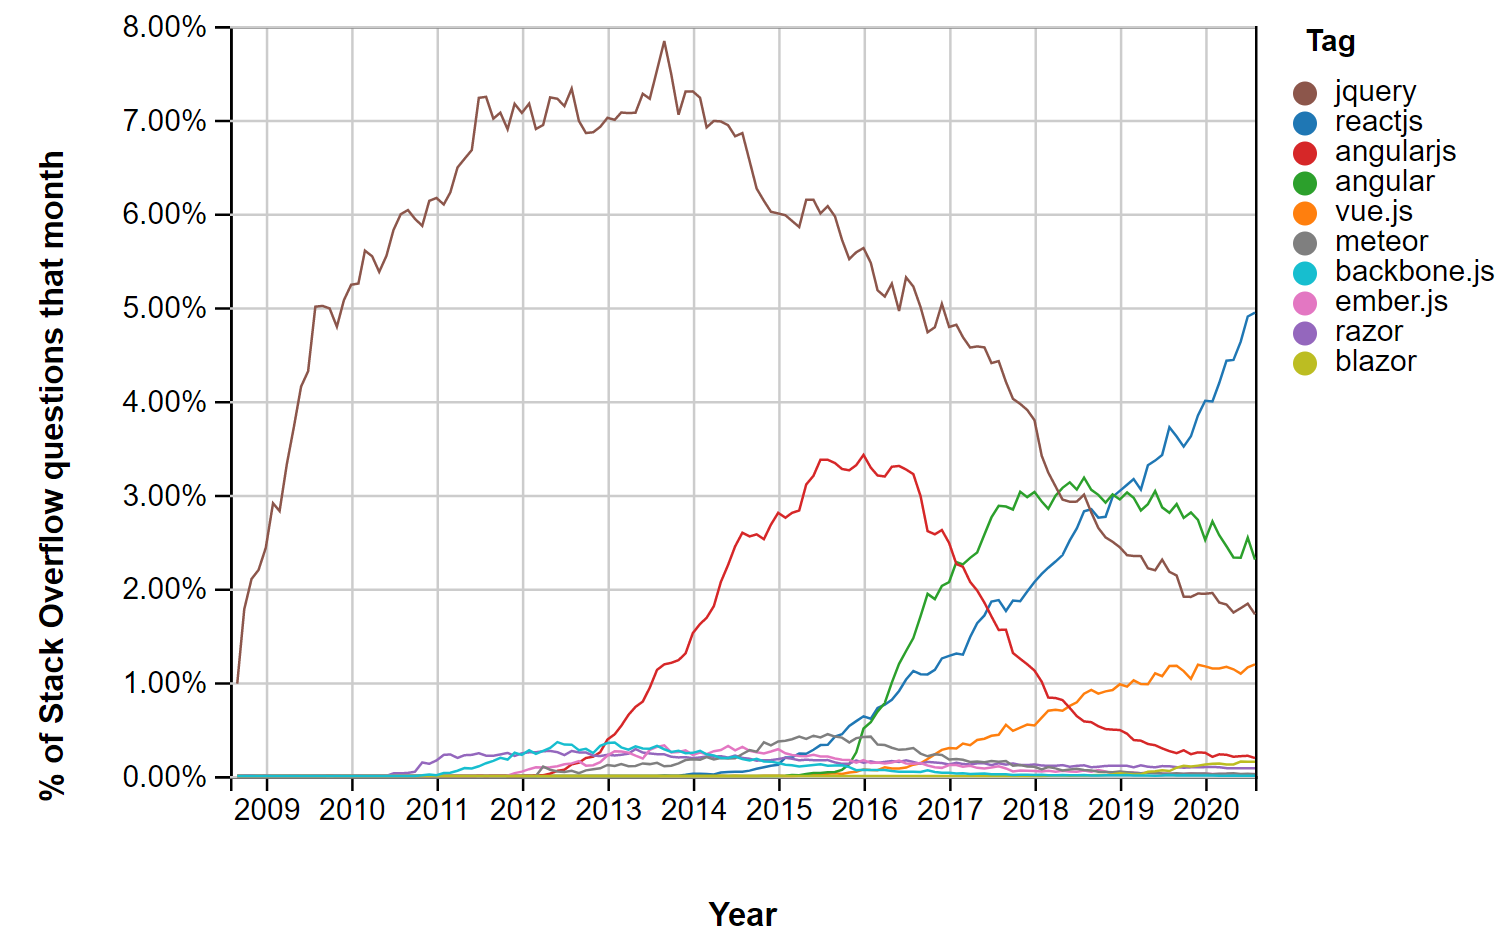 % of Stack Overflow questions that month
8.00%
7.00%
6.00%
5.00%
4.00%
3.00%
2.00%
1.00%
0.00%
2009 2010 2011 2012 2013 2014 2015 2016 2017 2018 2019 2020
Year
Tag
jquery
reactjs
angularjs
angular
vue.js
meteor
backbone.js
ember.js
razor
blazor